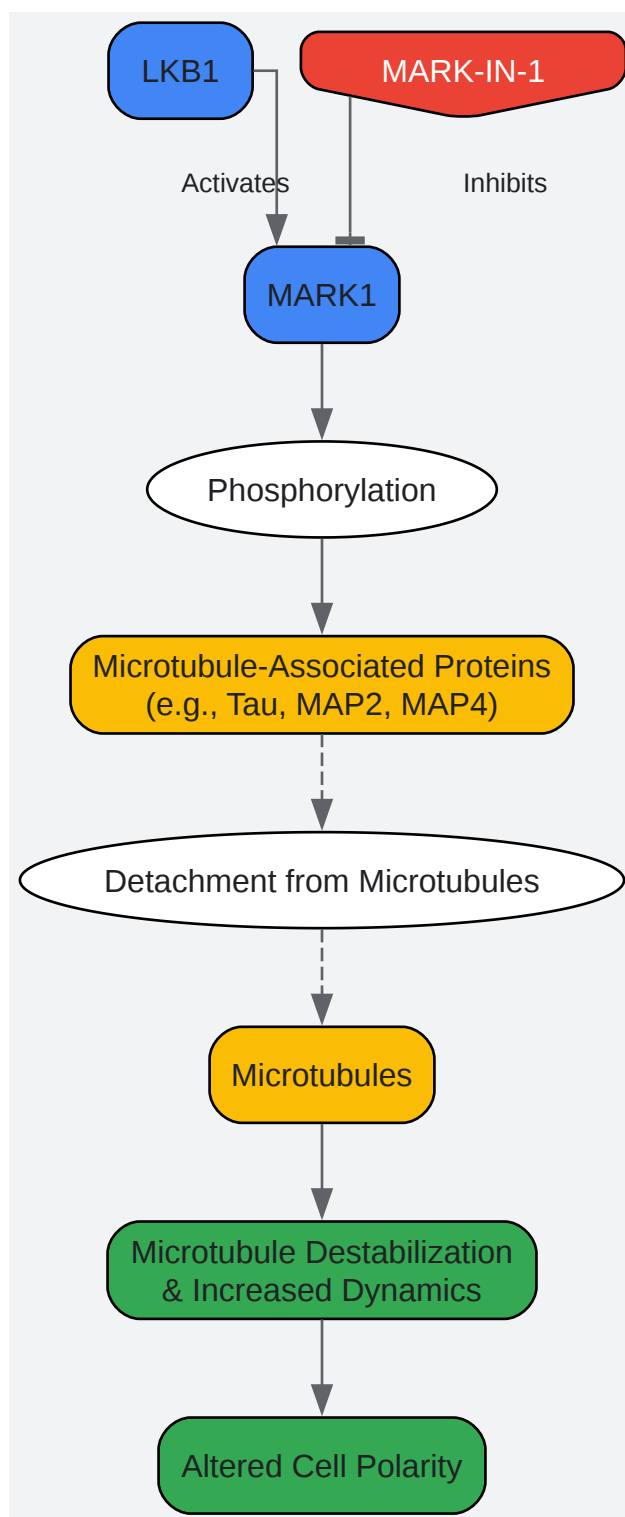 LKB1
MARK-IN-1
Activates
Inhibits
MARK1
Phosphorylation
Microtubule-Associated Proteins
(e.g., Tau, MAP2, MAP4)
Detachment from Microtubules
Microtubules
Microtubule Destabilization
& Increased Dynamics
Altered Cell Polarity